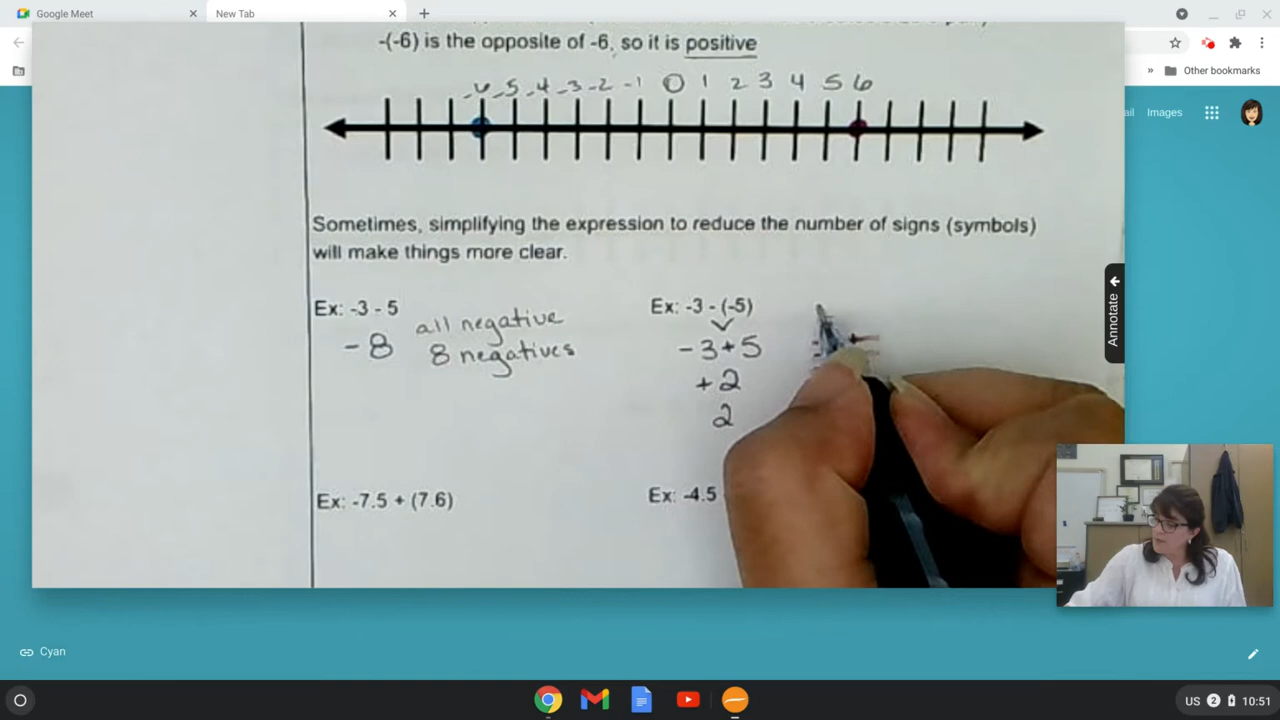 Google Meet
New Tab
Other bookmarks
Images
-(-6) is the opposite of -6, so it is positive
-6 -5 -4 -3 -2 -1 0 1 2 3 4 5 6
Sometimes, simplifying the expression to reduce the number of signs (symbols)
will make things more clear.
Ex: -3 - 5
-8
all negative
8 negatives
Ex: -3 - (-5)
-3+5
+2
2
Ex: -7.5 + (7.6)
Ex: -4.5
Annotate
Cyan
US 2 10:51